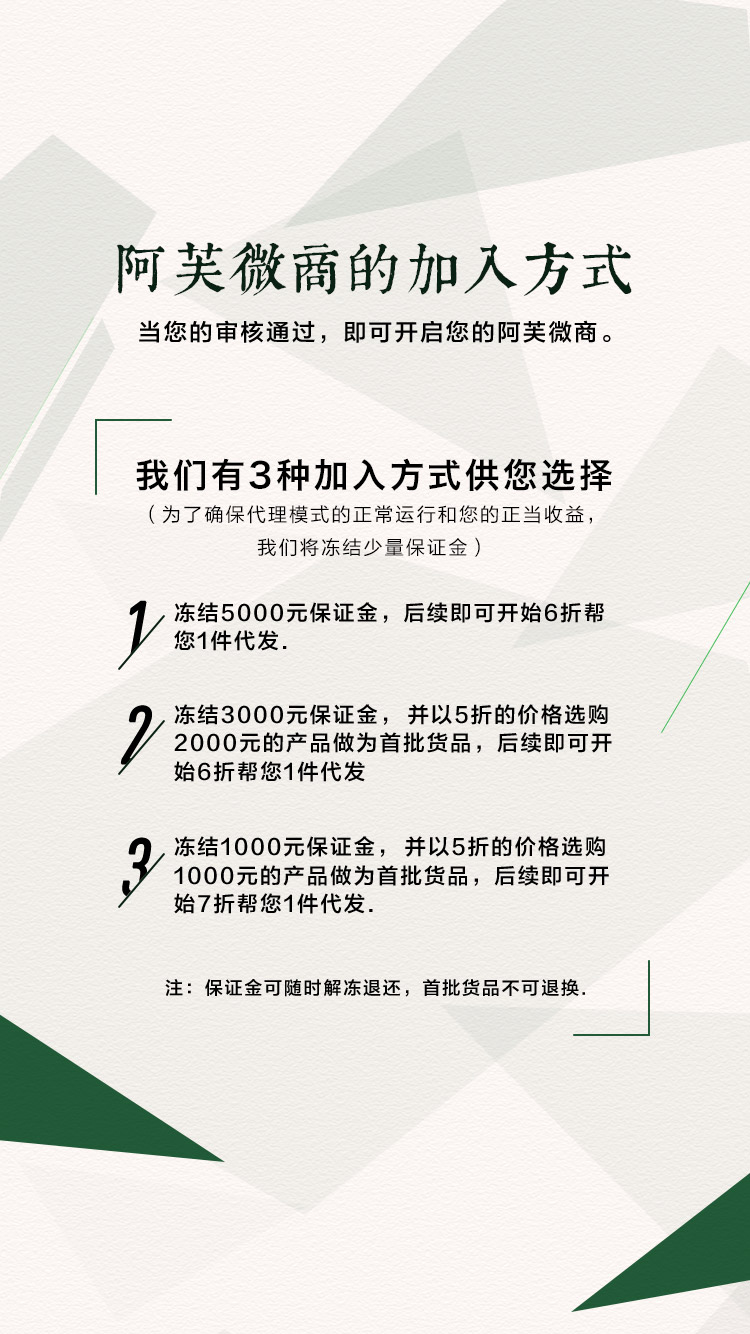 阿芙微商的加入方式
当您的审核通过，即可开启您的阿芙微商。
我们有3种加入方式供您选择
（为了确保代理模式的正常运行和您的正当收益，
我们将冻结少量保证金）
1 冻结5000元保证金，后续即可开始6折帮
您1件代发.
2 冻结3000元保证金，并以5折的价格选购
2000元的产品做为首批货品，后续即可开
始6折帮您1件代发
3 冻结1000元保证金，并以5折的价格选购
1000元的产品做为首批货品，后续即可开
始7折帮您1件代发.
注：保证金可随时解冻退还，首批货品不可退换.